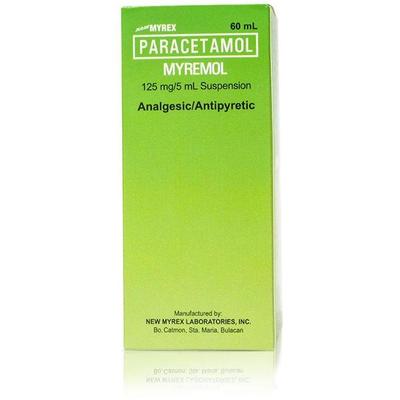 NEW MYREX 60 mL
PARACETAMOL
MYREMOL
125 mg/5 mL Suspension
Analgesic/Antipyretic
Manufactured by:
NEW MYREX LABORATORIES, INC.
Bo. Catmon, Sta. Maria, Bulacan